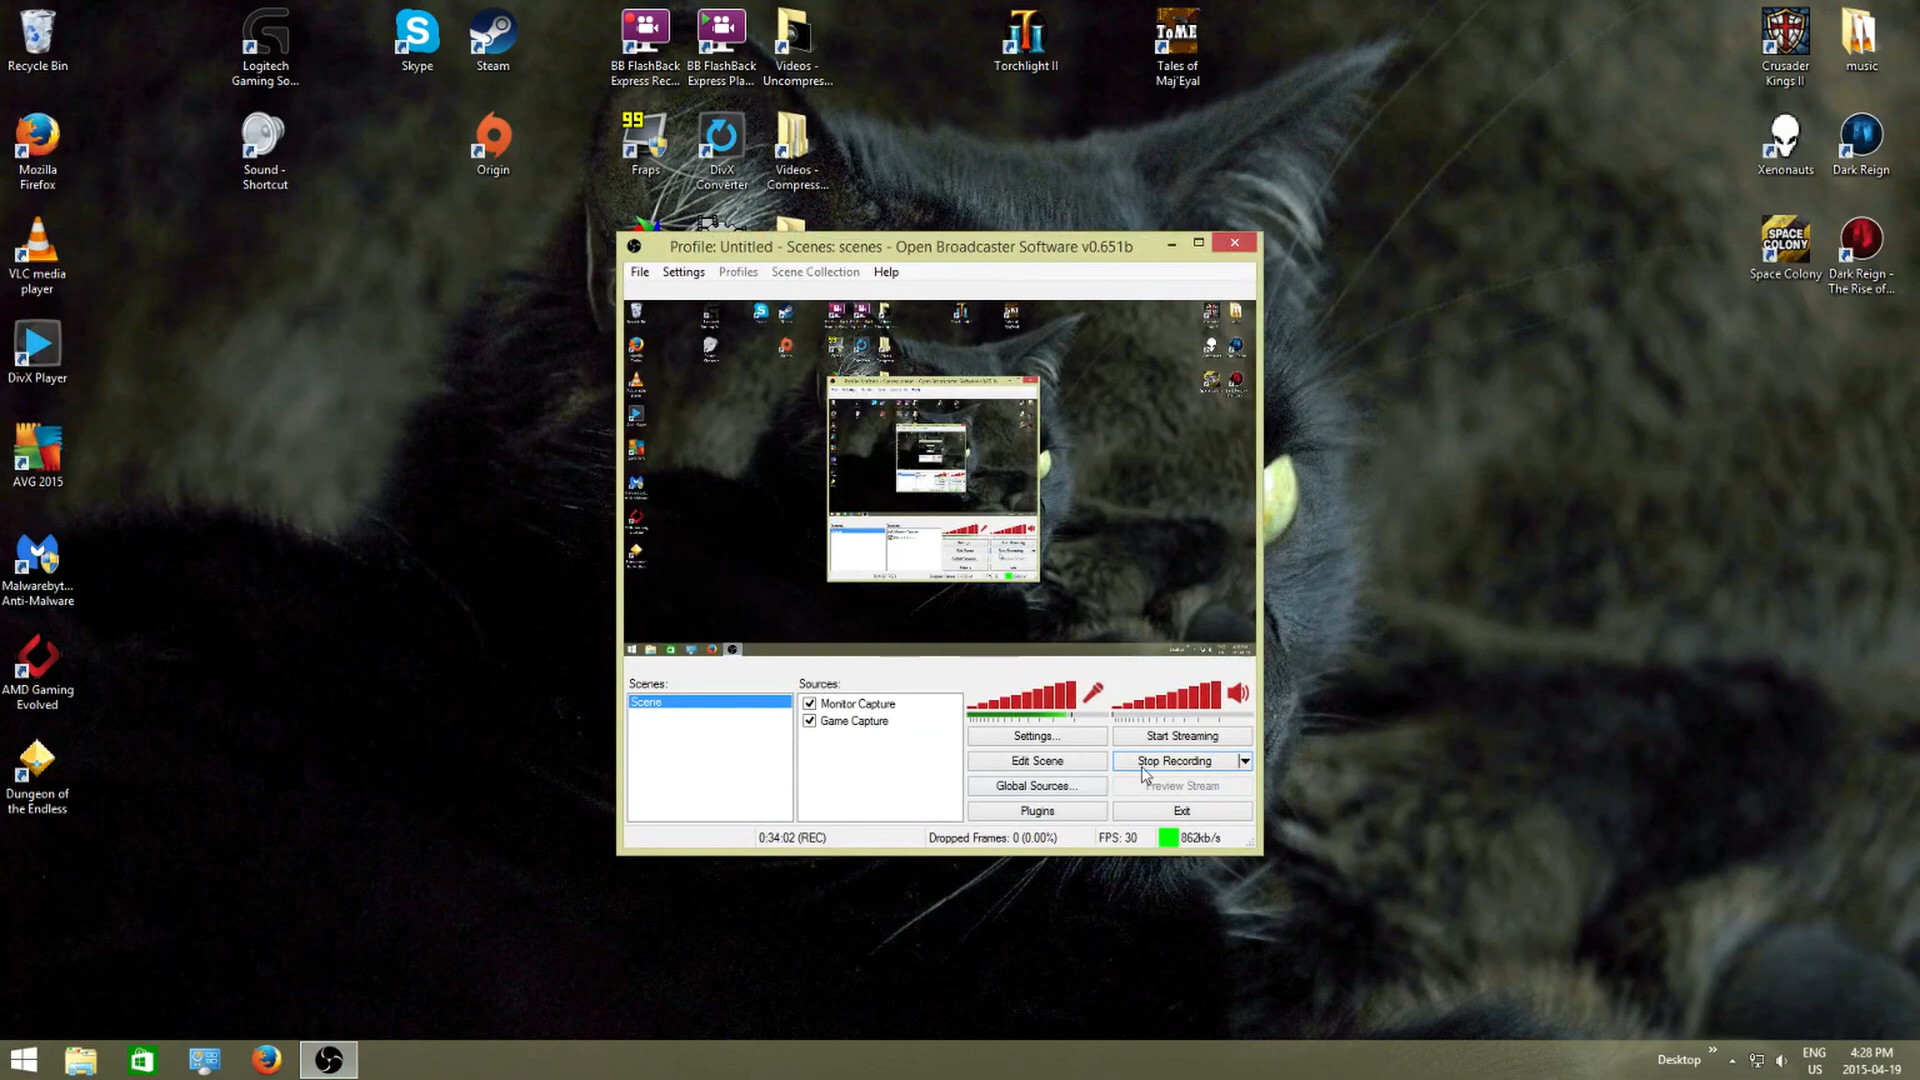 Recycle Bin
Logitech
Gaming So...
Skype
Steam
BB FlashBack
Express Rec...
BB FlashBack
Express Pla...
Videos -
Uncompres...
Torchlight II
ToME
Tales of
Maj'Eyal
Crusader
Kings II
music
Mozilla
Firefox
Sound -
Shortcut
Origin
99
Fraps
DivX
Converter
Videos -
Compress...
Xenonauts
Dark Reign
VLC media
player
SPACE
COLONY
Space Colony
Dark Reign -
The Rise of...
DivX Player
AVG 2015
Malwarebyt...
Anti-Malware
AMD Gaming
Evolved
Dungeon of
the Endless
Profile: Untitled - Scenes: scenes - Open Broadcaster Software v0.651b
File Settings Profiles Scene Collection Help
Scenes:
Scene
Sources:
Monitor Capture
Game Capture
Settings...
Start Streaming
Edit Scene
Stop Recording
Global Sources...
Preview Stream
Plugins
Exit
0:34:02 (REC)
Dropped Frames: 0 (0.00%)
FPS: 30
862kb/s
Desktop
ENG
US
4:28 PM
2015-04-19